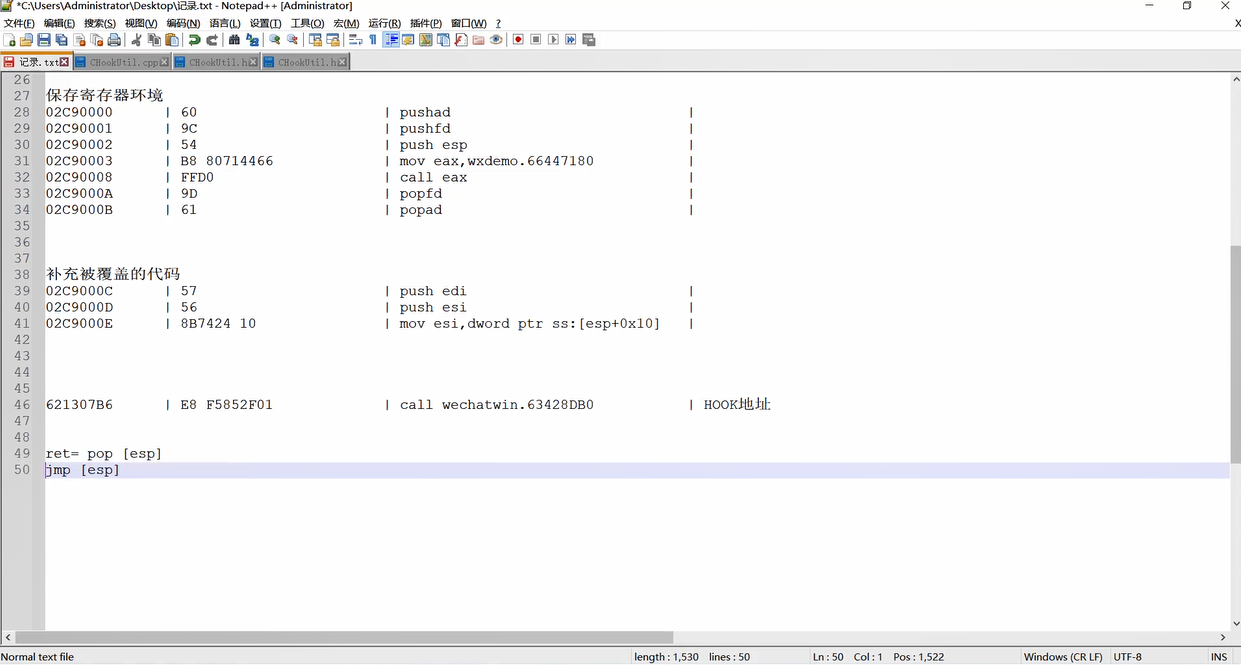 *C:\Users\Administrator\Desktop\记录.txt - Notepad++ [Administrator]
文件(F) 编辑(E) 搜索(S) 视图(V) 编码(N) 语言(L) 设置(T) 工具(O) 宏(M) 运行(R) 插件(P) 窗口(W) ? X
记录.txt CHookUtil.cpp CHookUtil.h CHookUtil.h
26
27 保存寄存器环境
28 02C90000 | 60 | pushad |
29 02C90001 | 9C | pushfd |
30 02C90002 | 54 | push esp |
31 02C90003 | B8 80714466 | mov eax,wxdemo.66447180 |
32 02C90008 | FFD0 | call eax |
33 02C9000A | 9D | popfd |
34 02C9000B | 61 | popad |
35
36
37
38 补充被覆盖的代码
39 02C9000C | 57 | push edi |
40 02C9000D | 56 | push esi |
41 02C9000E | 8B7424 10 | mov esi,dword ptr ss:[esp+0x10] |
42
43
44
45
46 621307B6 | E8 F5852F01 | call wechatwin.63428DB0 | HOOK地址
47
48
49 ret= pop [esp]
50 jmp [esp]
Normal text file length : 1,530 lines : 50 Ln : 50 Col : 1 Pos : 1,522 Windows (CR LF) UTF-8 INS